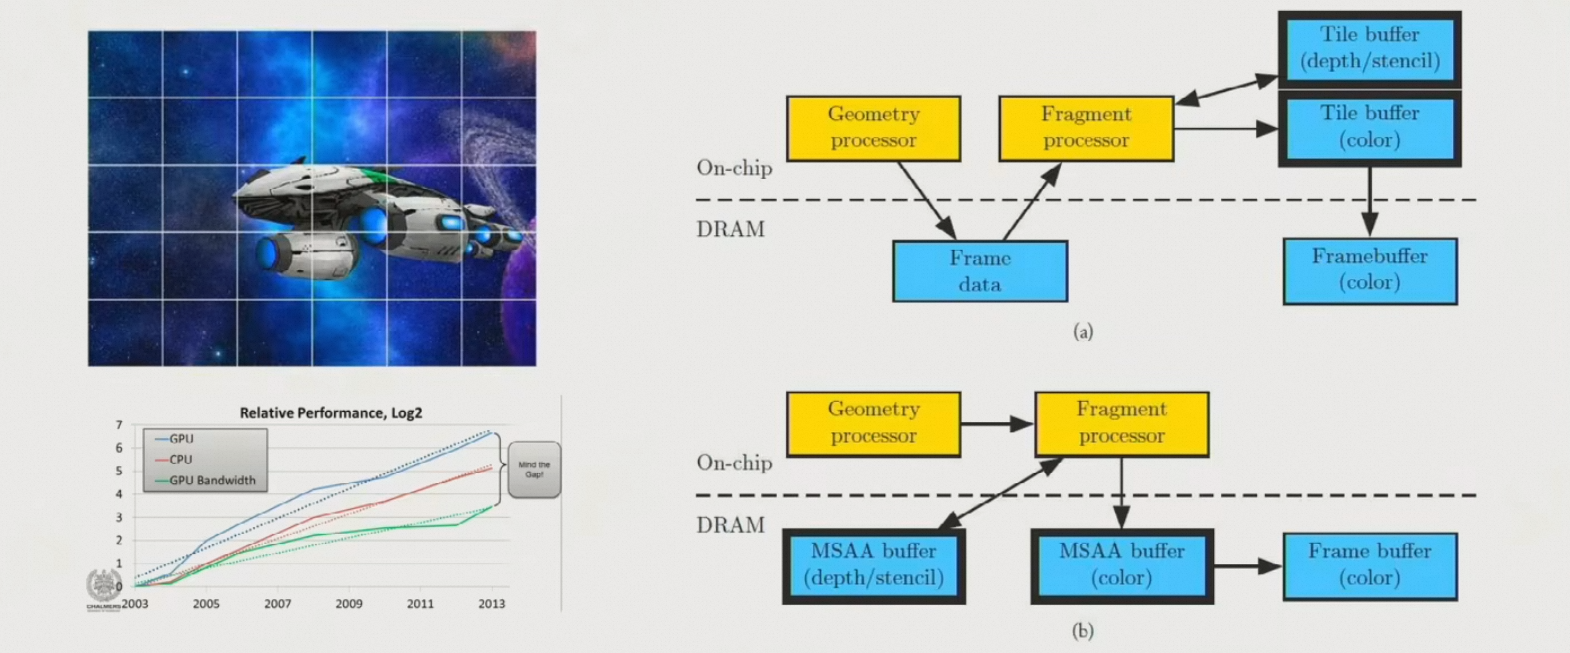 Tile buffer
(depth/stencil)
Geometry
processor
Fragment
processor
Tile buffer
(color)
On-chip
DRAM
Frame
data
Framebuffer
(color)
(a)
Relative Performance, Log2
7
6
5
4
3
2
1
0
GPU
CPU
GPU Bandwidth
Mind the
Gap!
2003
2005
2007
2009
2011
2013
CHALMERS
Geometry
processor
Fragment
processor
On-chip
DRAM
MSAA buffer
(depth/stencil)
MSAA buffer
(color)
Frame buffer
(color)
(b)